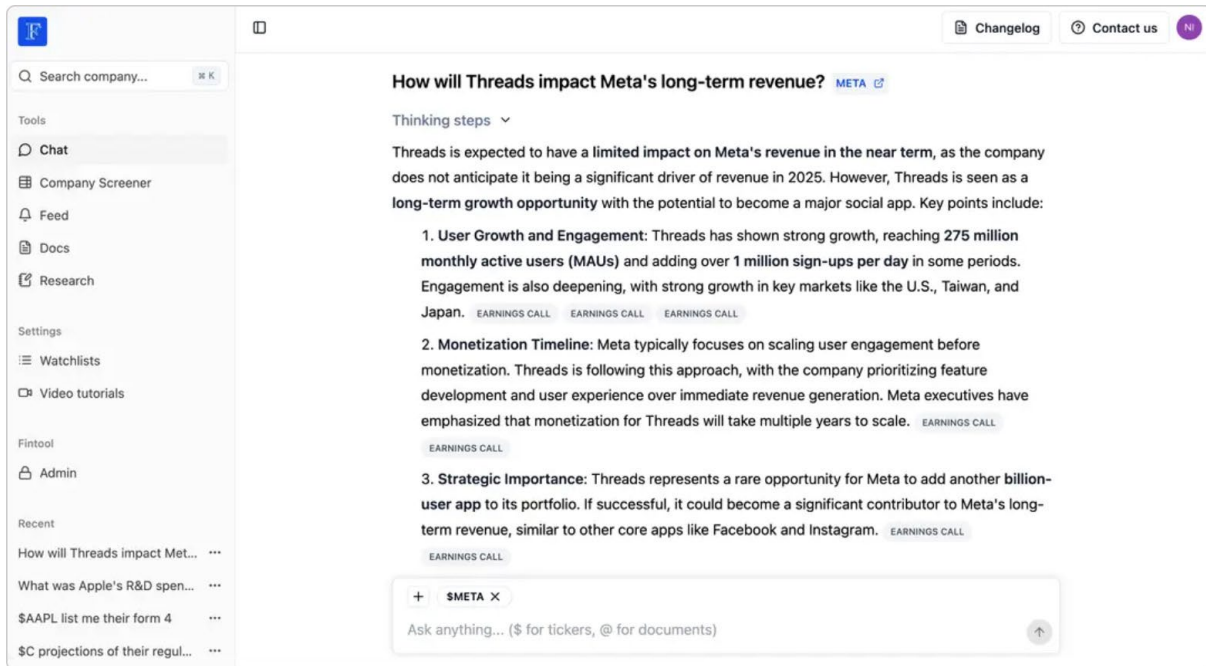 F
Changelog
Contact us
NI
Search company...
⌘ K
Tools
Chat
Company Screener
Feed
Docs
Research
Settings
Watchlists
Video tutorials
Fintool
Admin
Recent
How will Threads impact Met... ...
What was Apple's R&D spen... ...
$AAPL list me their form 4 ...
$C projections of their regul... ...
How will Threads impact Meta's long-term revenue? META
Thinking steps
Threads is expected to have a limited impact on Meta's revenue in the near term, as the company
does not anticipate it being a significant driver of revenue in 2025. However, Threads is seen as a
long-term growth opportunity with the potential to become a major social app. Key points include:
1. User Growth and Engagement: Threads has shown strong growth, reaching 275 million
monthly active users (MAUs) and adding over 1 million sign-ups per day in some periods.
Engagement is also deepening, with strong growth in key markets like the U.S., Taiwan, and
Japan. EARNINGS CALL EARNINGS CALL EARNINGS CALL
2. Monetization Timeline: Meta typically focuses on scaling user engagement before
monetization. Threads is following this approach, with the company prioritizing feature
development and user experience over immediate revenue generation. Meta executives have
emphasized that monetization for Threads will take multiple years to scale. EARNINGS CALL
EARNINGS CALL
3. Strategic Importance: Threads represents a rare opportunity for Meta to add another billion-
user app to its portfolio. If successful, it could become a significant contributor to Meta's long-
term revenue, similar to other core apps like Facebook and Instagram. EARNINGS CALL
EARNINGS CALL
+ $META ×
Ask anything... ($ for tickers, @ for documents)